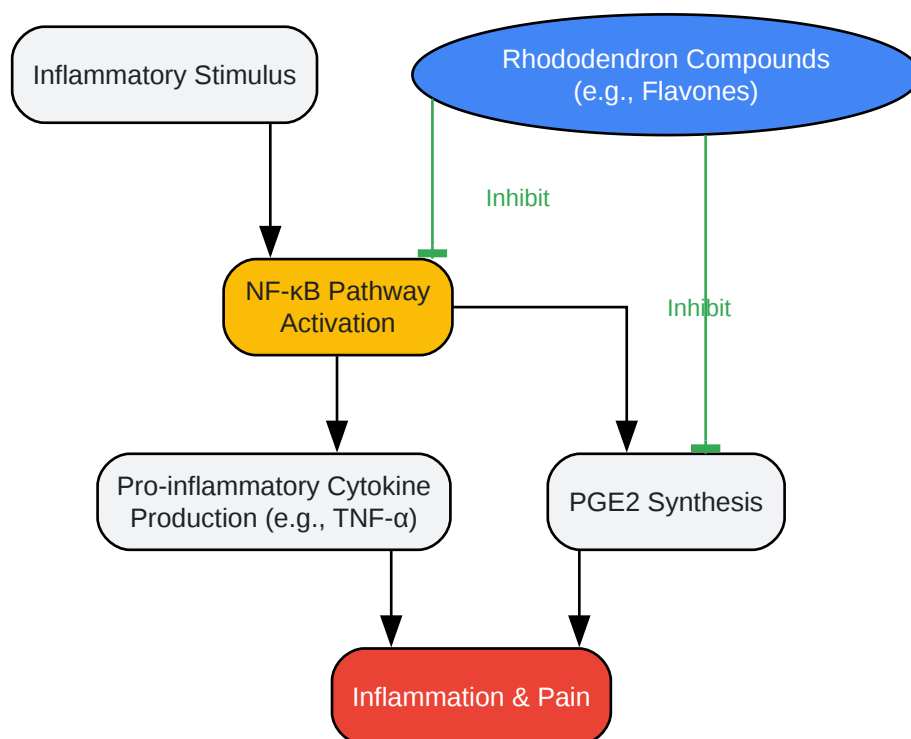 Inflammatory Stimulus
Rhododendron Compounds
(e.g., Flavones)
Inhibit
NF-κB Pathway
Activation
Inhibit
Pro-inflammatory Cytokine
Production (e.g., TNF-α)
PGE2 Synthesis
Inflammation & Pain